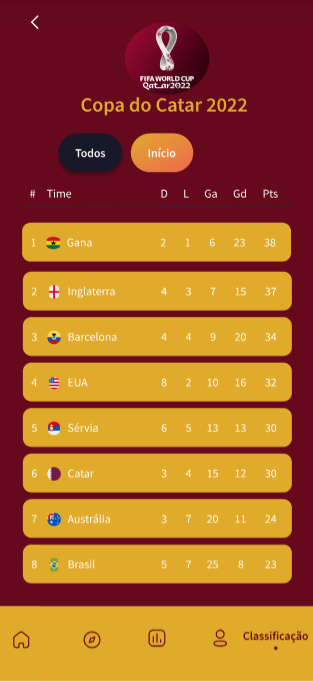 FIFA WORLD CUP
Qatar2022
Copa do Catar 2022
Todos Início
# Time D L Ga Gd Pts
1 Gana 2 1 6 23 38
2 Inglaterra 4 3 7 15 37
3 Barcelona 4 4 9 20 34
4 EUA 8 2 10 16 32
5 Sérvia 6 5 13 13 30
6 Catar 3 4 15 12 30
7 Austrália 3 7 20 11 24
8 Brasil 5 7 25 8 23
Classificação